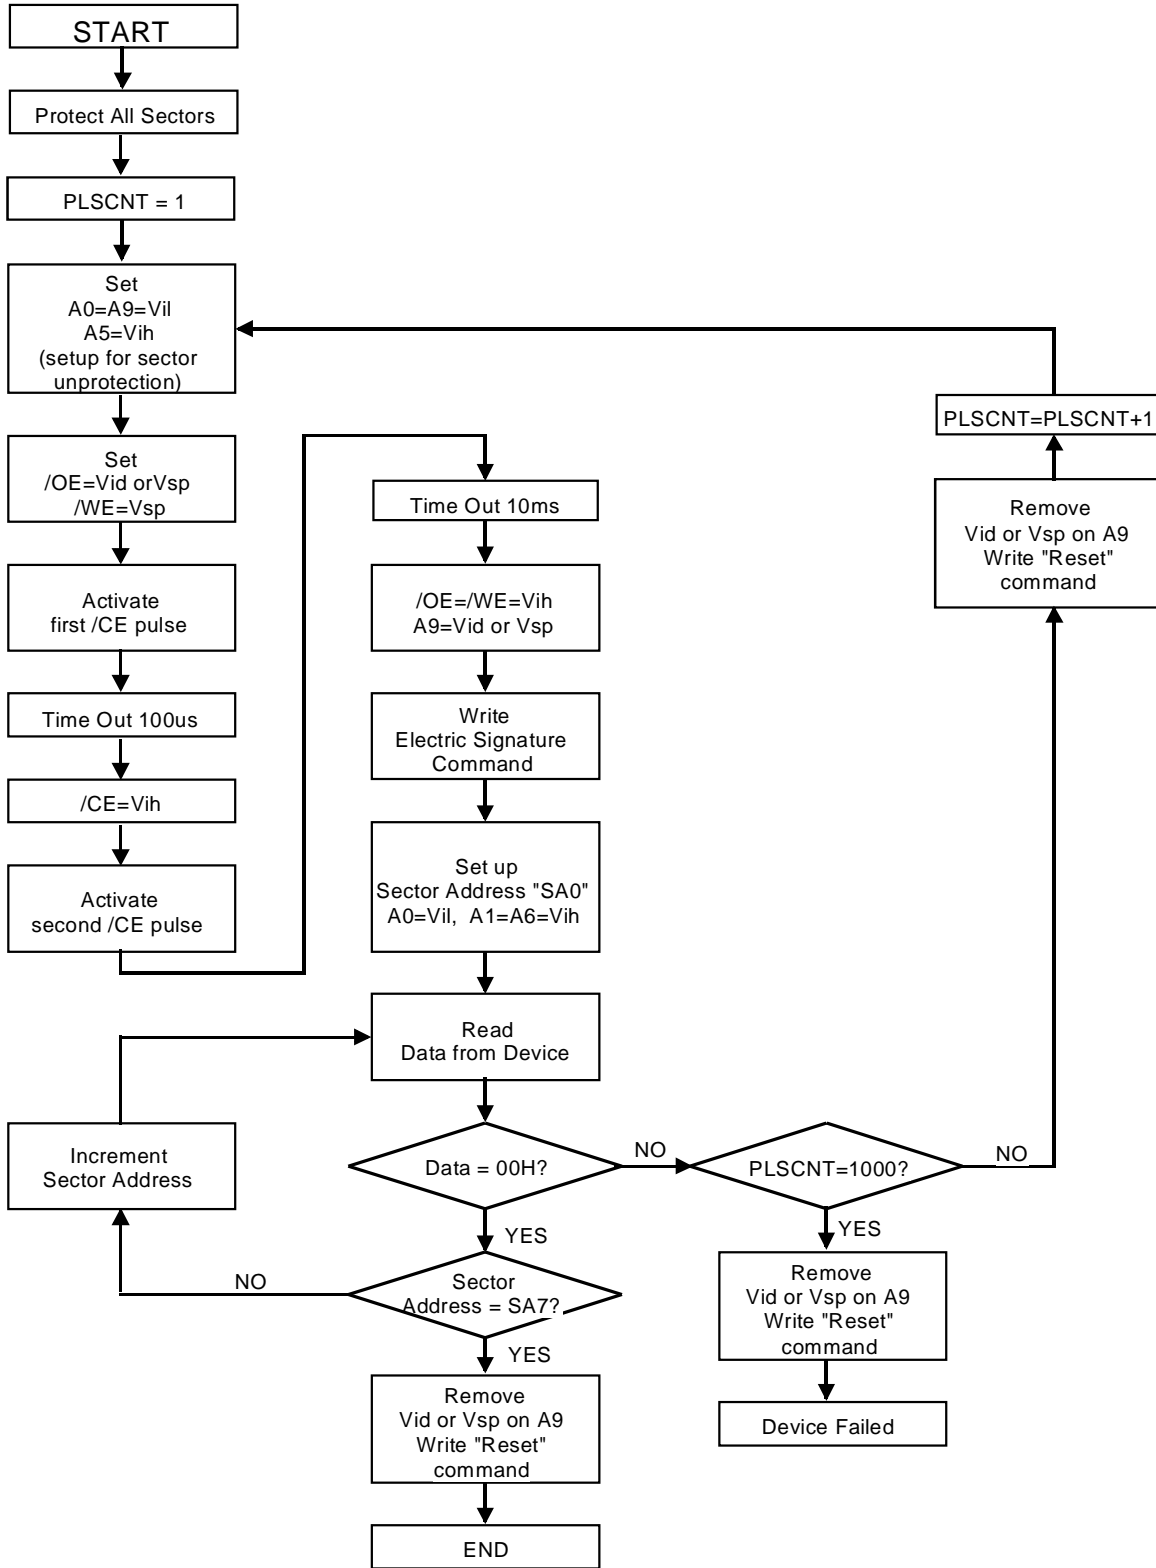 START
Protect All Sectors
PLSCNT = 1
Set
A0=A9=Vil
A5=Vih
(setup for sector
unprotection)
Set
/OE=Vid orVsp
/WE=Vsp
Activate
first /CE pulse
Time Out 100us
/CE=Vih
Activate
second /CE pulse
Time Out 10ms
/OE=/WE=Vih
A9=Vid or Vsp
Write
Electric Signature
Command
Set up
Sector Address "SA0"
A0=Vil, A1=A6=Vih
Read
Data from Device
Increment
Sector Address
Data = 00H?
NO
YES
Sector
Address = SA7?
NO
YES
Remove
Vid or Vsp on A9
Write "Reset"
command
END
PLSCNT=1000?
NO
YES
Remove
Vid or Vsp on A9
Write "Reset"
command
Device Failed
Remove
Vid or Vsp on A9
Write "Reset"
command
PLSCNT=PLSCNT+1